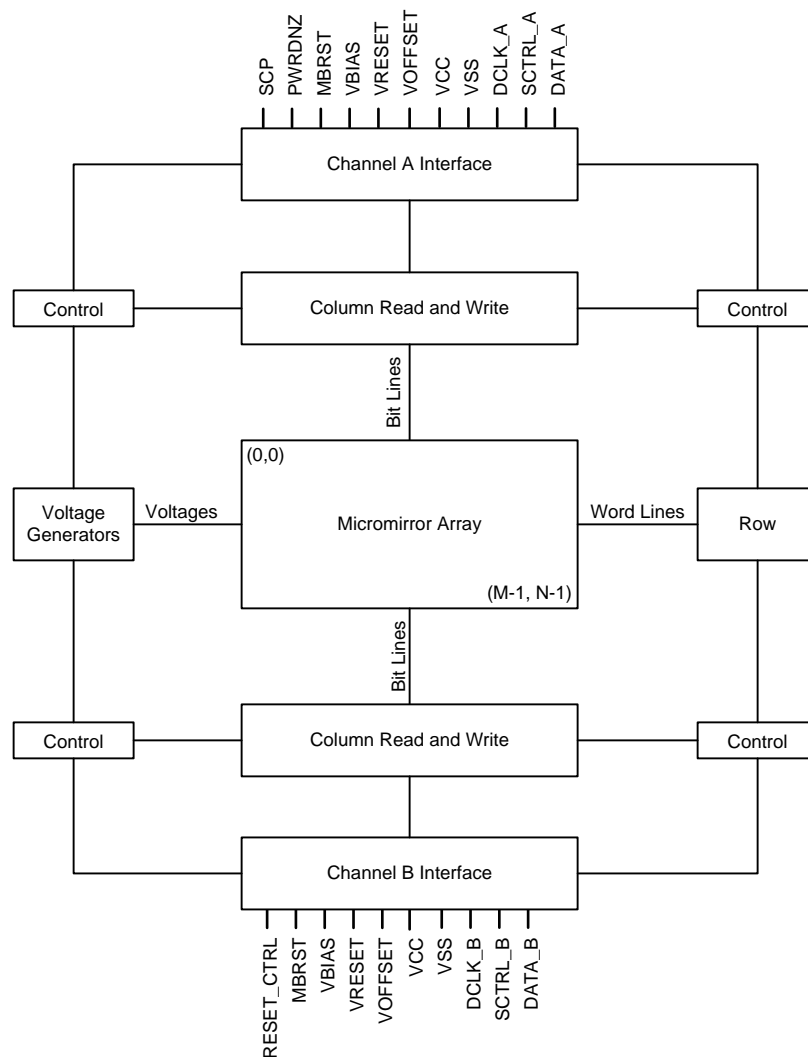 SCP
PWRDNZ
MBRST
VBIAS
VRESET
VOFFSET
VCC
VSS
DCLK_A
SCTRL_A
DATA_A
Channel A Interface
Control
Column Read and Write
Control
Bit Lines
(0,0)
Voltage
Generators
Voltages
Micromirror Array
Word Lines
Row
(M-1, N-1)
Bit Lines
Control
Column Read and Write
Control
Channel B Interface
RESET_CTRL
MBRST
VBIAS
VRESET
VOFFSET
VCC
VSS
DCLK_B
SCTRL_B
DATA_B